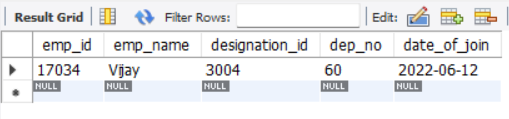 Result Grid Filter Rows: Edit:
emp_id emp_name designation_id dep_no date_of_join
17034 Vijay 3004 60 2022-06-12
NULL NULL NULL NULL NULL